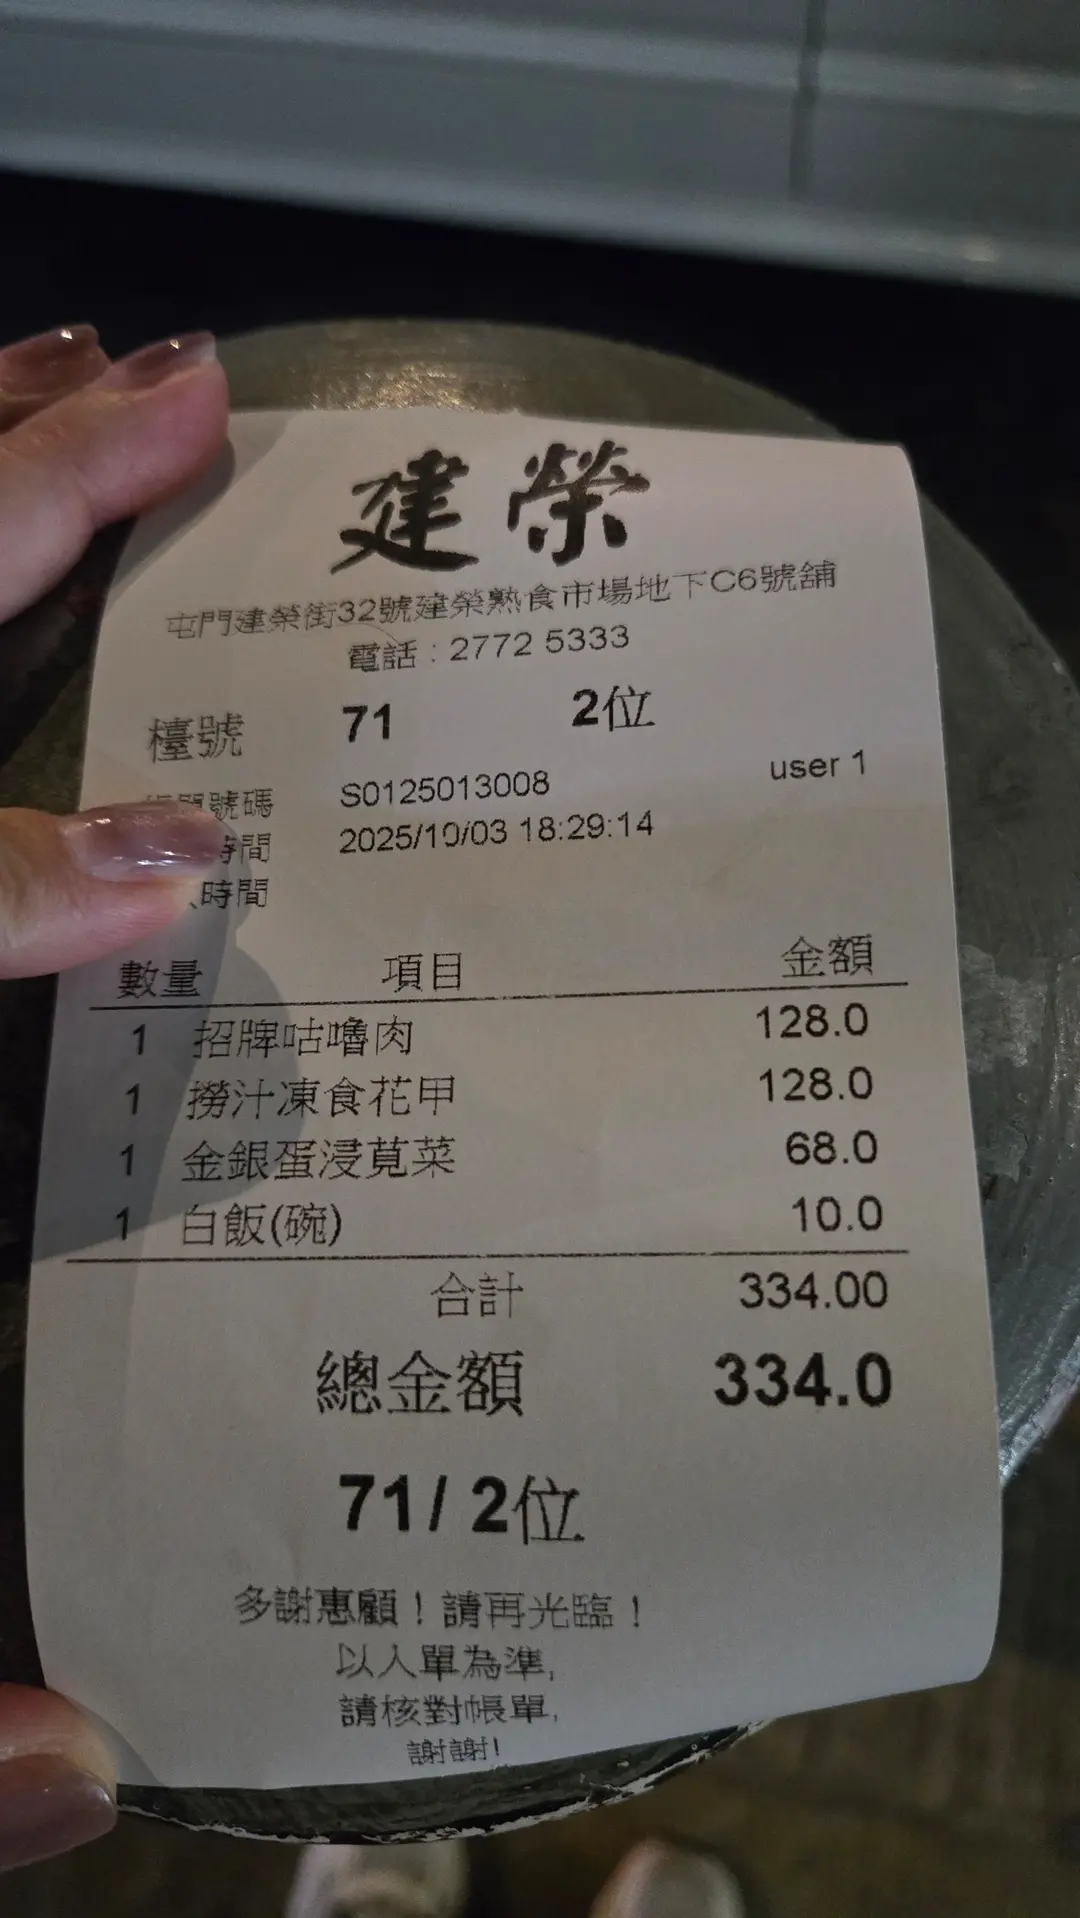 建榮
屯門建榮街32號建榮熟食市場地下C6號舖
電話：2772 5333
檯號 71 2位
號碼 S0125013008 user 1
時間 2025/10/03 18:29:14
時間
數量 項目 金額
1 招牌咕嚕肉 128.0
1 撈汁凍食花甲 128.0
1 金銀蛋浸莧菜 68.0
1 白飯(碗) 10.0
合計 334.00
總金額 334.0
71/ 2位
多謝惠顧！請再光臨！
以入單為準,
請核對帳單,
謝謝!